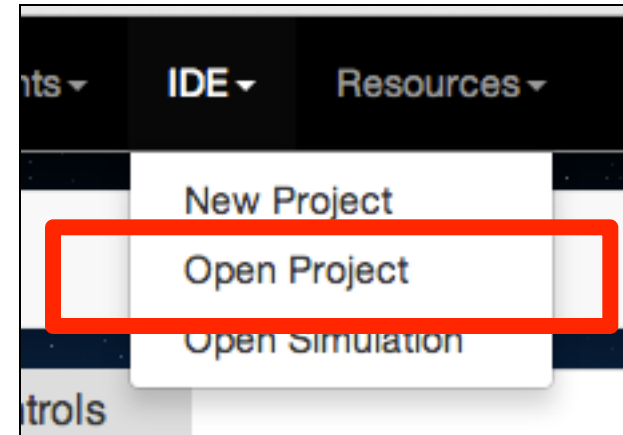 nts IDE Resources
New Project
Open Project
Open Simulation
trols